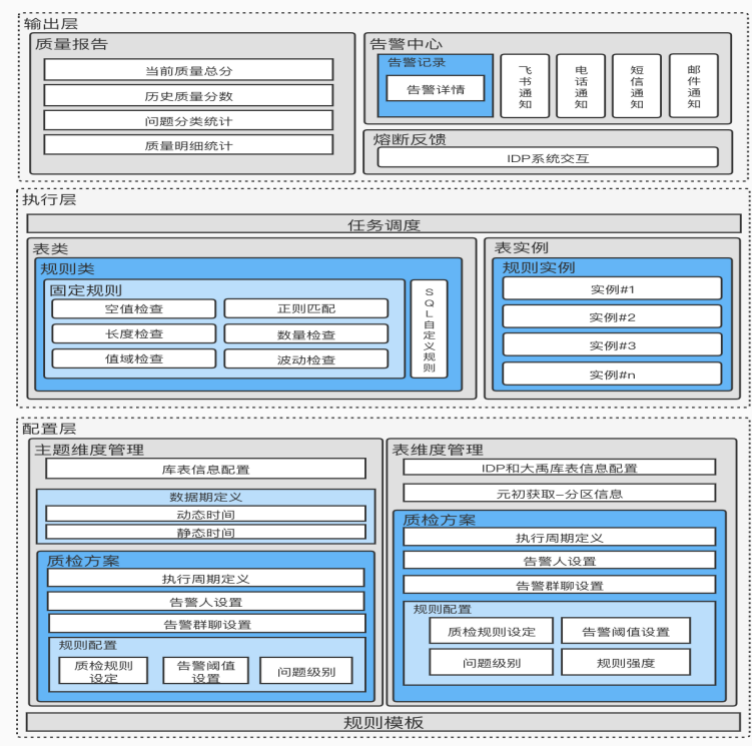 输出层
质量报告
当前质量总分
历史质量分数
问题分类统计
质量明细统计
告警中心
告警记录
告警详情
飞书通知
电话通知
短信通知
邮件通知
熔断反馈
IDP系统交互
执行层
任务调度
表类
规则类
固定规则
空值检查
正则匹配
长度检查
数量检查
值域检查
波动检查
SQL自定义规则
表实例
规则实例
实例#1
实例#2
实例#3
实例#n
配置层
主题维度管理
库表信息配置
数据期定义
动态时间
静态时间
质检方案
执行周期定义
告警人设置
告警群聊设置
规则配置
质检规则
设定
告警阈值
设置
问题级别
表维度管理
IDP和大禹库表信息配置
元初获取–分区信息
质检方案
执行周期定义
告警人设置
告警群聊设置
规则配置
质检规则设定
告警阈值设置
问题级别
规则强度
规则模板